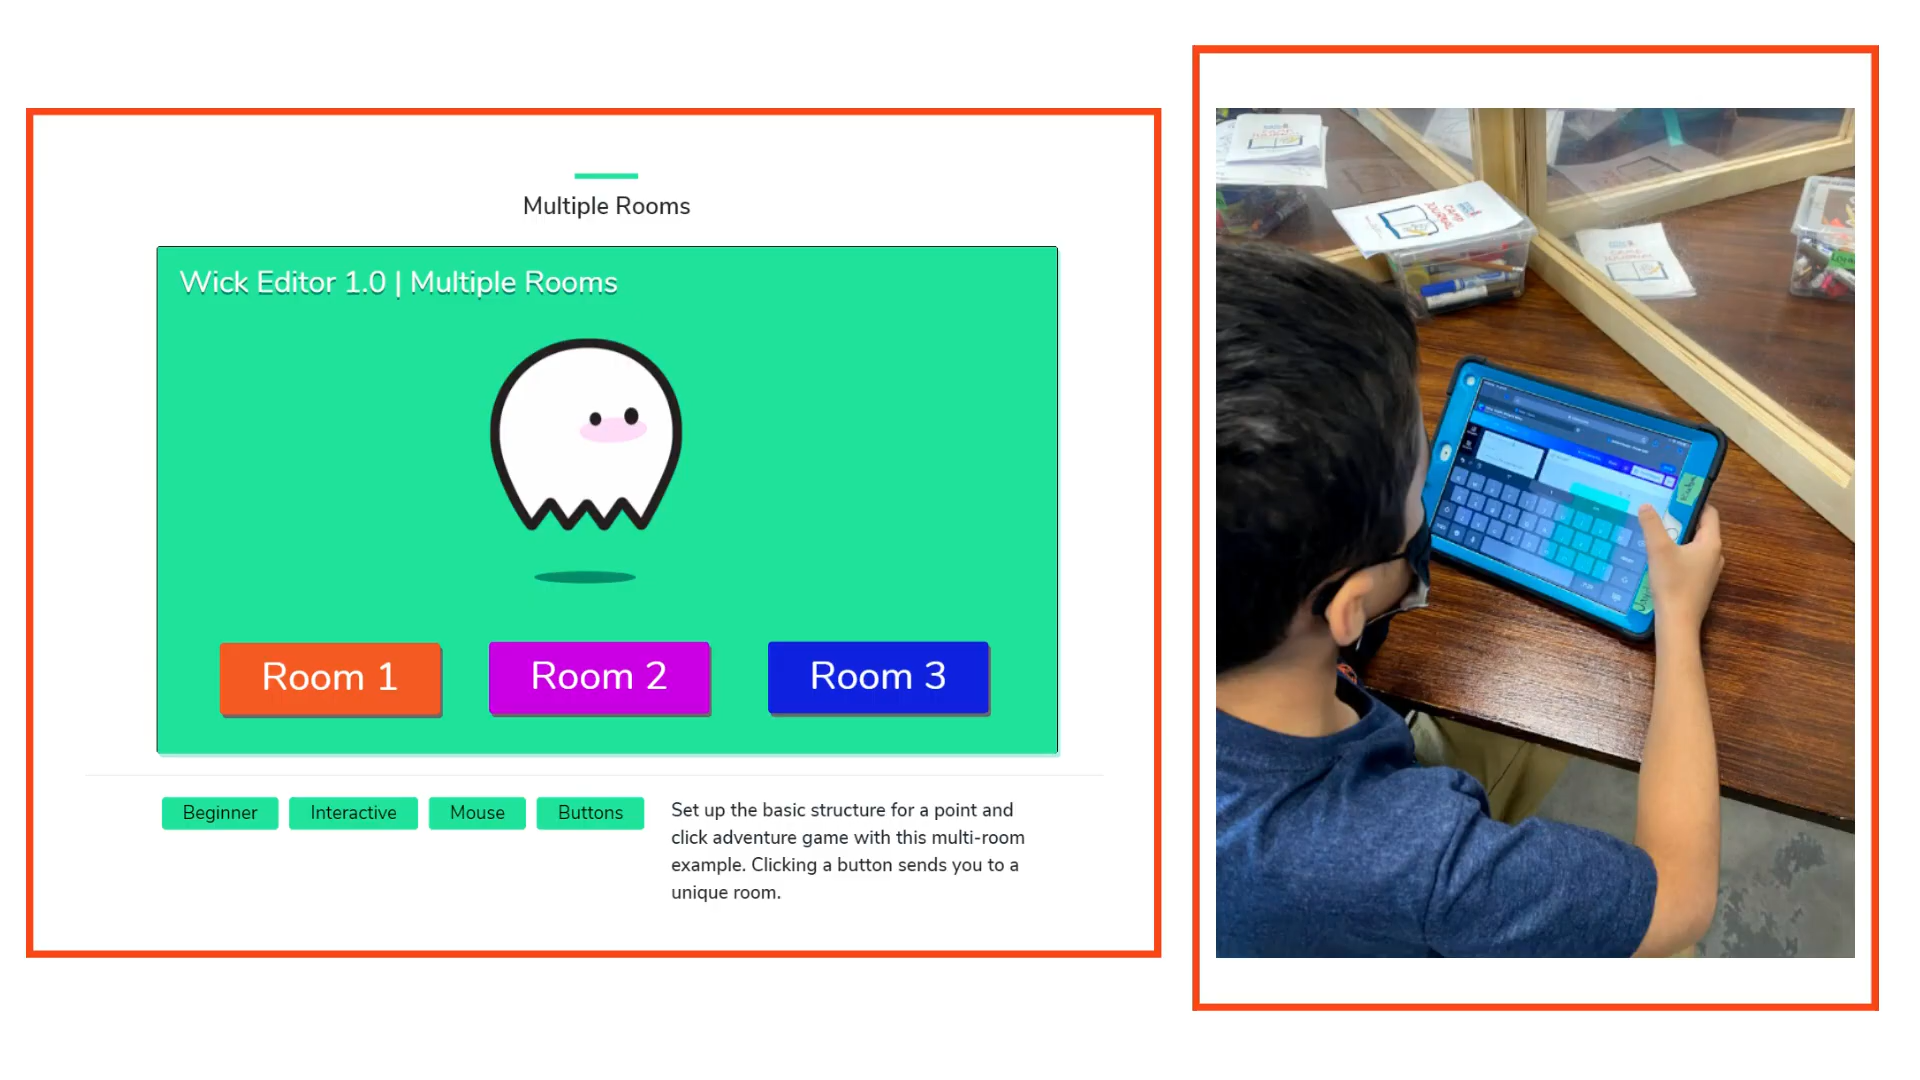 Multiple Rooms
Wick Editor 1.0 | Multiple Rooms
Room 1
Room 2
Room 3
Beginner
Interactive
Mouse
Buttons
Set up the basic structure for a point and
click adventure game with this multi-room
example. Clicking a button sends you to a
unique room.
CAMP
JOURNAL